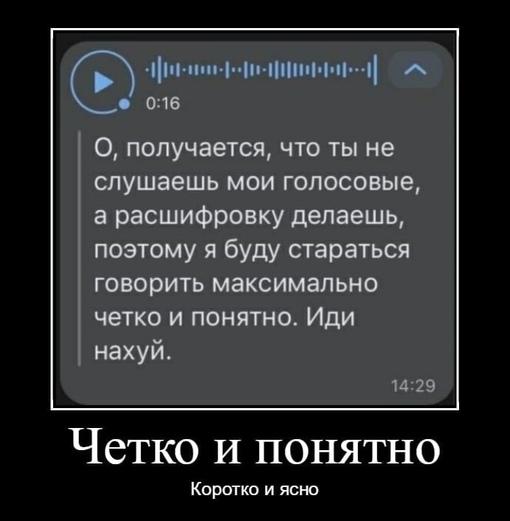 0:16
О, получается, что ты не
слушаешь мои голосовые,
а расшифровку делаешь,
поэтому я буду стараться
говорить максимально
четко и понятно. Иди
нахуй.
14:29
Четко и понятно
Коротко и ясно